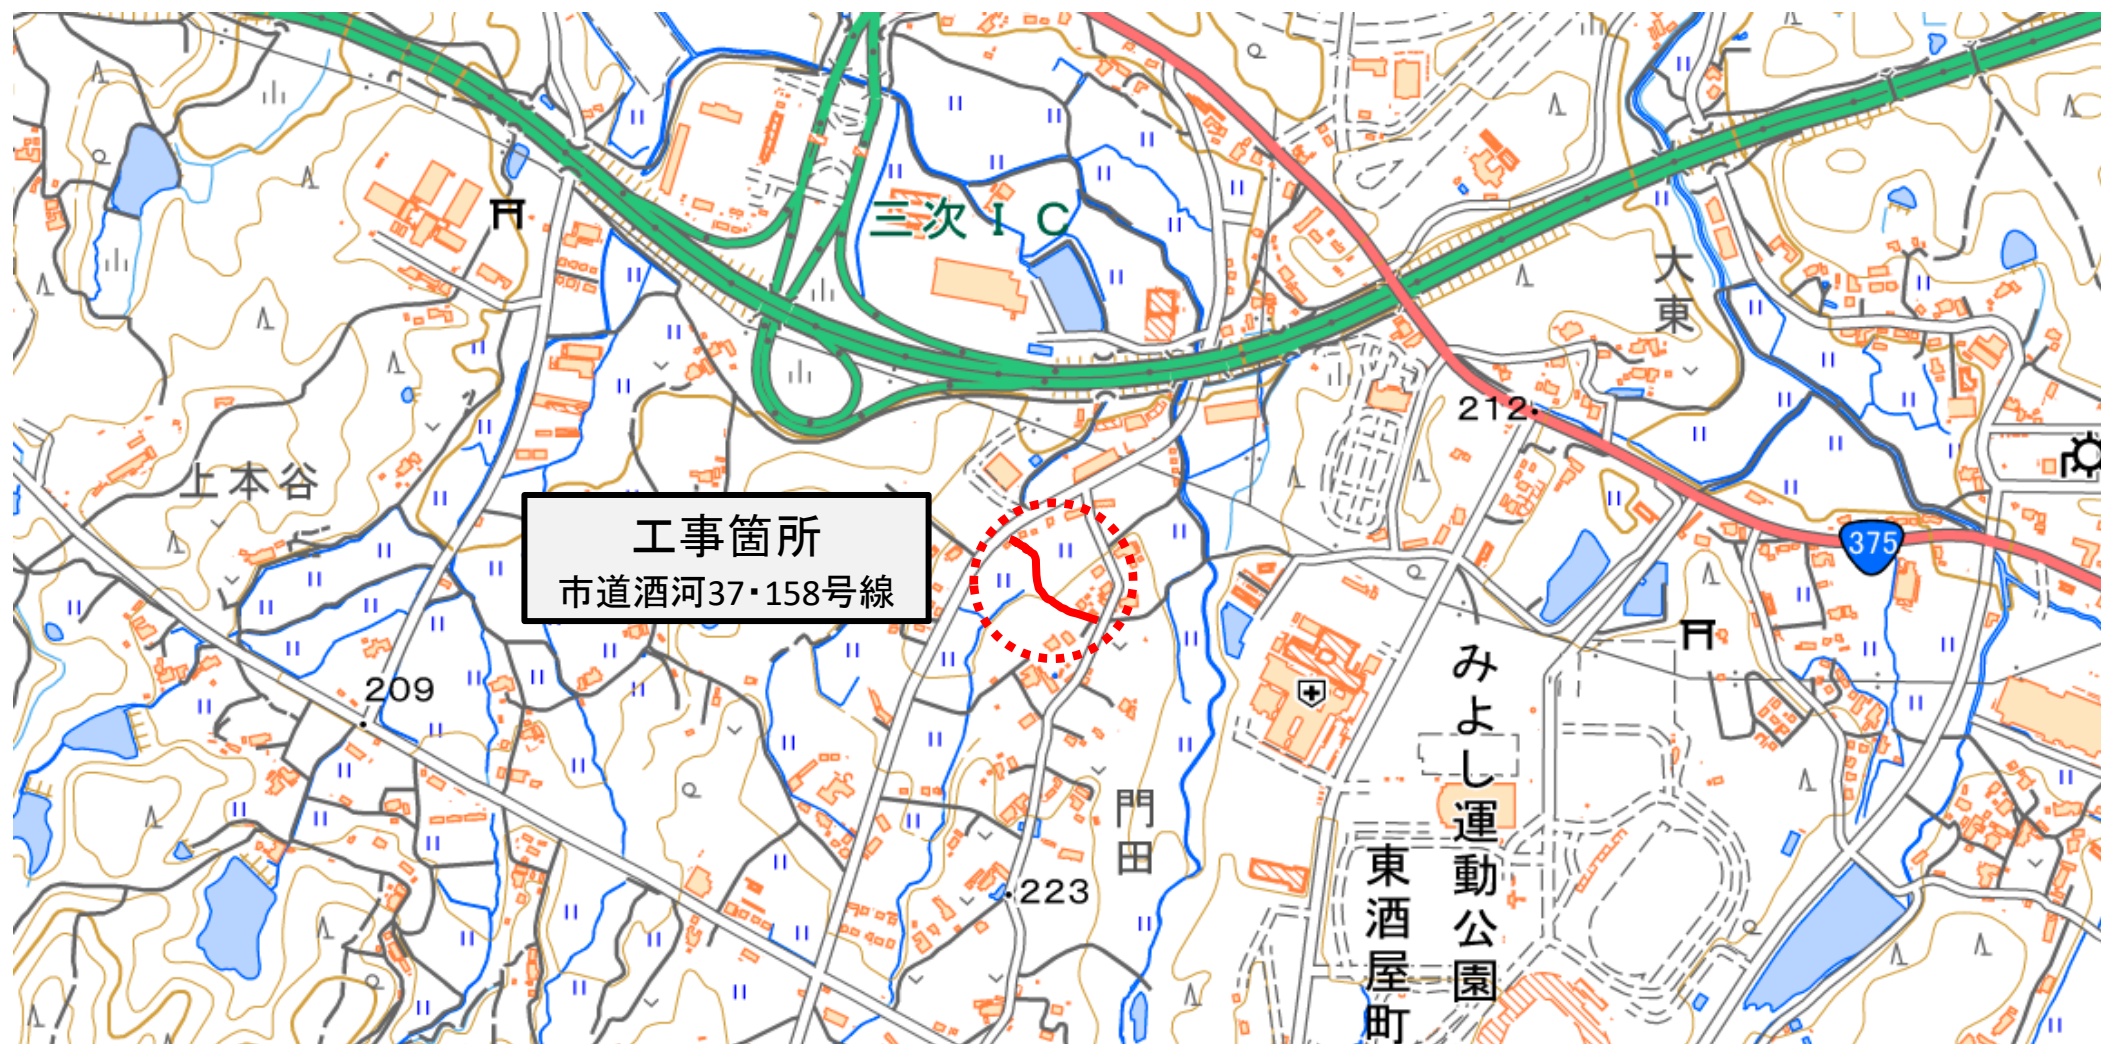 三次ＩＣ
大東
212
上本谷
工事箇所
市道酒河37・158号線
375
209
みよし運動公園
門田
223
東酒屋町